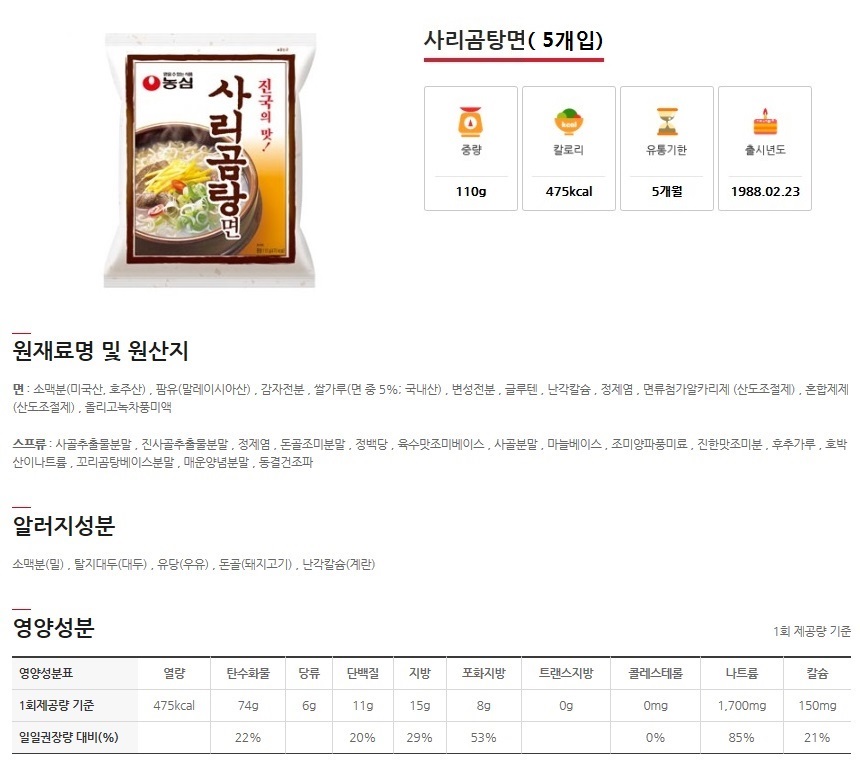 사리곰탕면( 5개입)
맛있는 식품
농심
진국의 맛!
사리곰탕면
kcal
중량
칼로리
유통기한
출시년도
110g
475kcal
5개월
1988.02.23
원재료명 및 원산지
면 : 소맥분(미국산, 호주산) , 팜유(말레이시아산) , 감자전분 , 쌀가루(면 중 5%; 국내산) , 변성전분 , 글루텐 , 난각칼슘 , 정제염 , 면류첨가알카리제 (산도조절제) , 혼합제제
(산도조절제) , 올리고녹차풍미액
스프류 : 사골추출물분말 , 진사골추출물분말 , 정제염 , 돈골조미분말 , 정백당 , 육수맛조미베이스 , 사골분말 , 마늘베이스 , 조미양파풍미료 , 진한맛조미분 , 후추가루 , 호박
산이나트륨 , 꼬리곰탕베이스분말 , 매운양념분말 , 동결건조파
알러지성분
소맥분(밀) , 탈지대두(대두) , 유당(우유) , 돈골(돼지고기) , 난각칼슘(계란)
영양성분
1회 제공량 기준
영양성분표 열량 탄수화물 당류 단백질 지방 포화지방 트랜스지방 콜레스테롤 나트륨 칼슘
1회제공량 기준 475kcal 74g 6g 11g 15g 8g 0g 0mg 1,700mg 150mg
일일권장량 대비(%) 22% 20% 29% 53% 0% 85% 21%